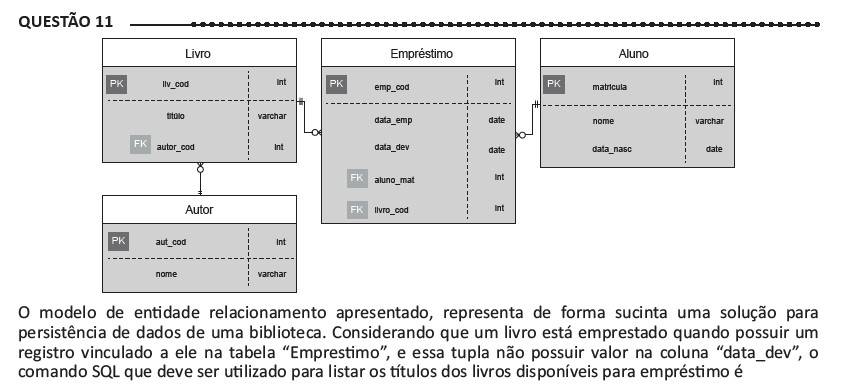 QUESTÃO 11
Livro
PK liv_cod int
titúlo varchar
FK autor_cod int
Empréstimo
PK emp_cod int
data_emp date
data_dev date
FK aluno_mat int
FK livro_cod int
Aluno
PK matricula int
nome varchar
data_nasc date
Autor
PK aut_cod int
nome varchar
O modelo de entidade relacionamento apresentado, representa de forma sucinta uma solução para
persistência de dados de uma biblioteca. Considerando que um livro está emprestado quando possuir um
registro vinculado a ele na tabela “Emprestimo”, e essa tupla não possuir valor na coluna “data_dev”, o
comando SQL que deve ser utilizado para listar os títulos dos livros disponíveis para empréstimo é